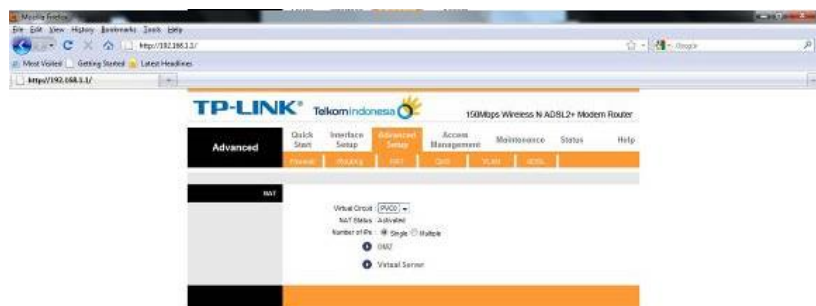 Mozilla Firefox
File Edit View History Bookmarks Tools Help
http://192.168.1.1/
Google
Most Visited Getting Started Latest Headlines
http://192.168.1.1/
TP-LINK® Telkom indonesia
150Mbps Wireless N ADSL2+ Modem Router
Advanced
Quick Start
Interface Setup
Advanced Setup
Access Management
Maintenance
Status
Help
Firewall Routing NAT QoS VLAN ADSL
NAT
Virtual Circuit : PVC0
NAT Status : Activated
Number of IPs : Single Multiple
DMZ
Virtual Server